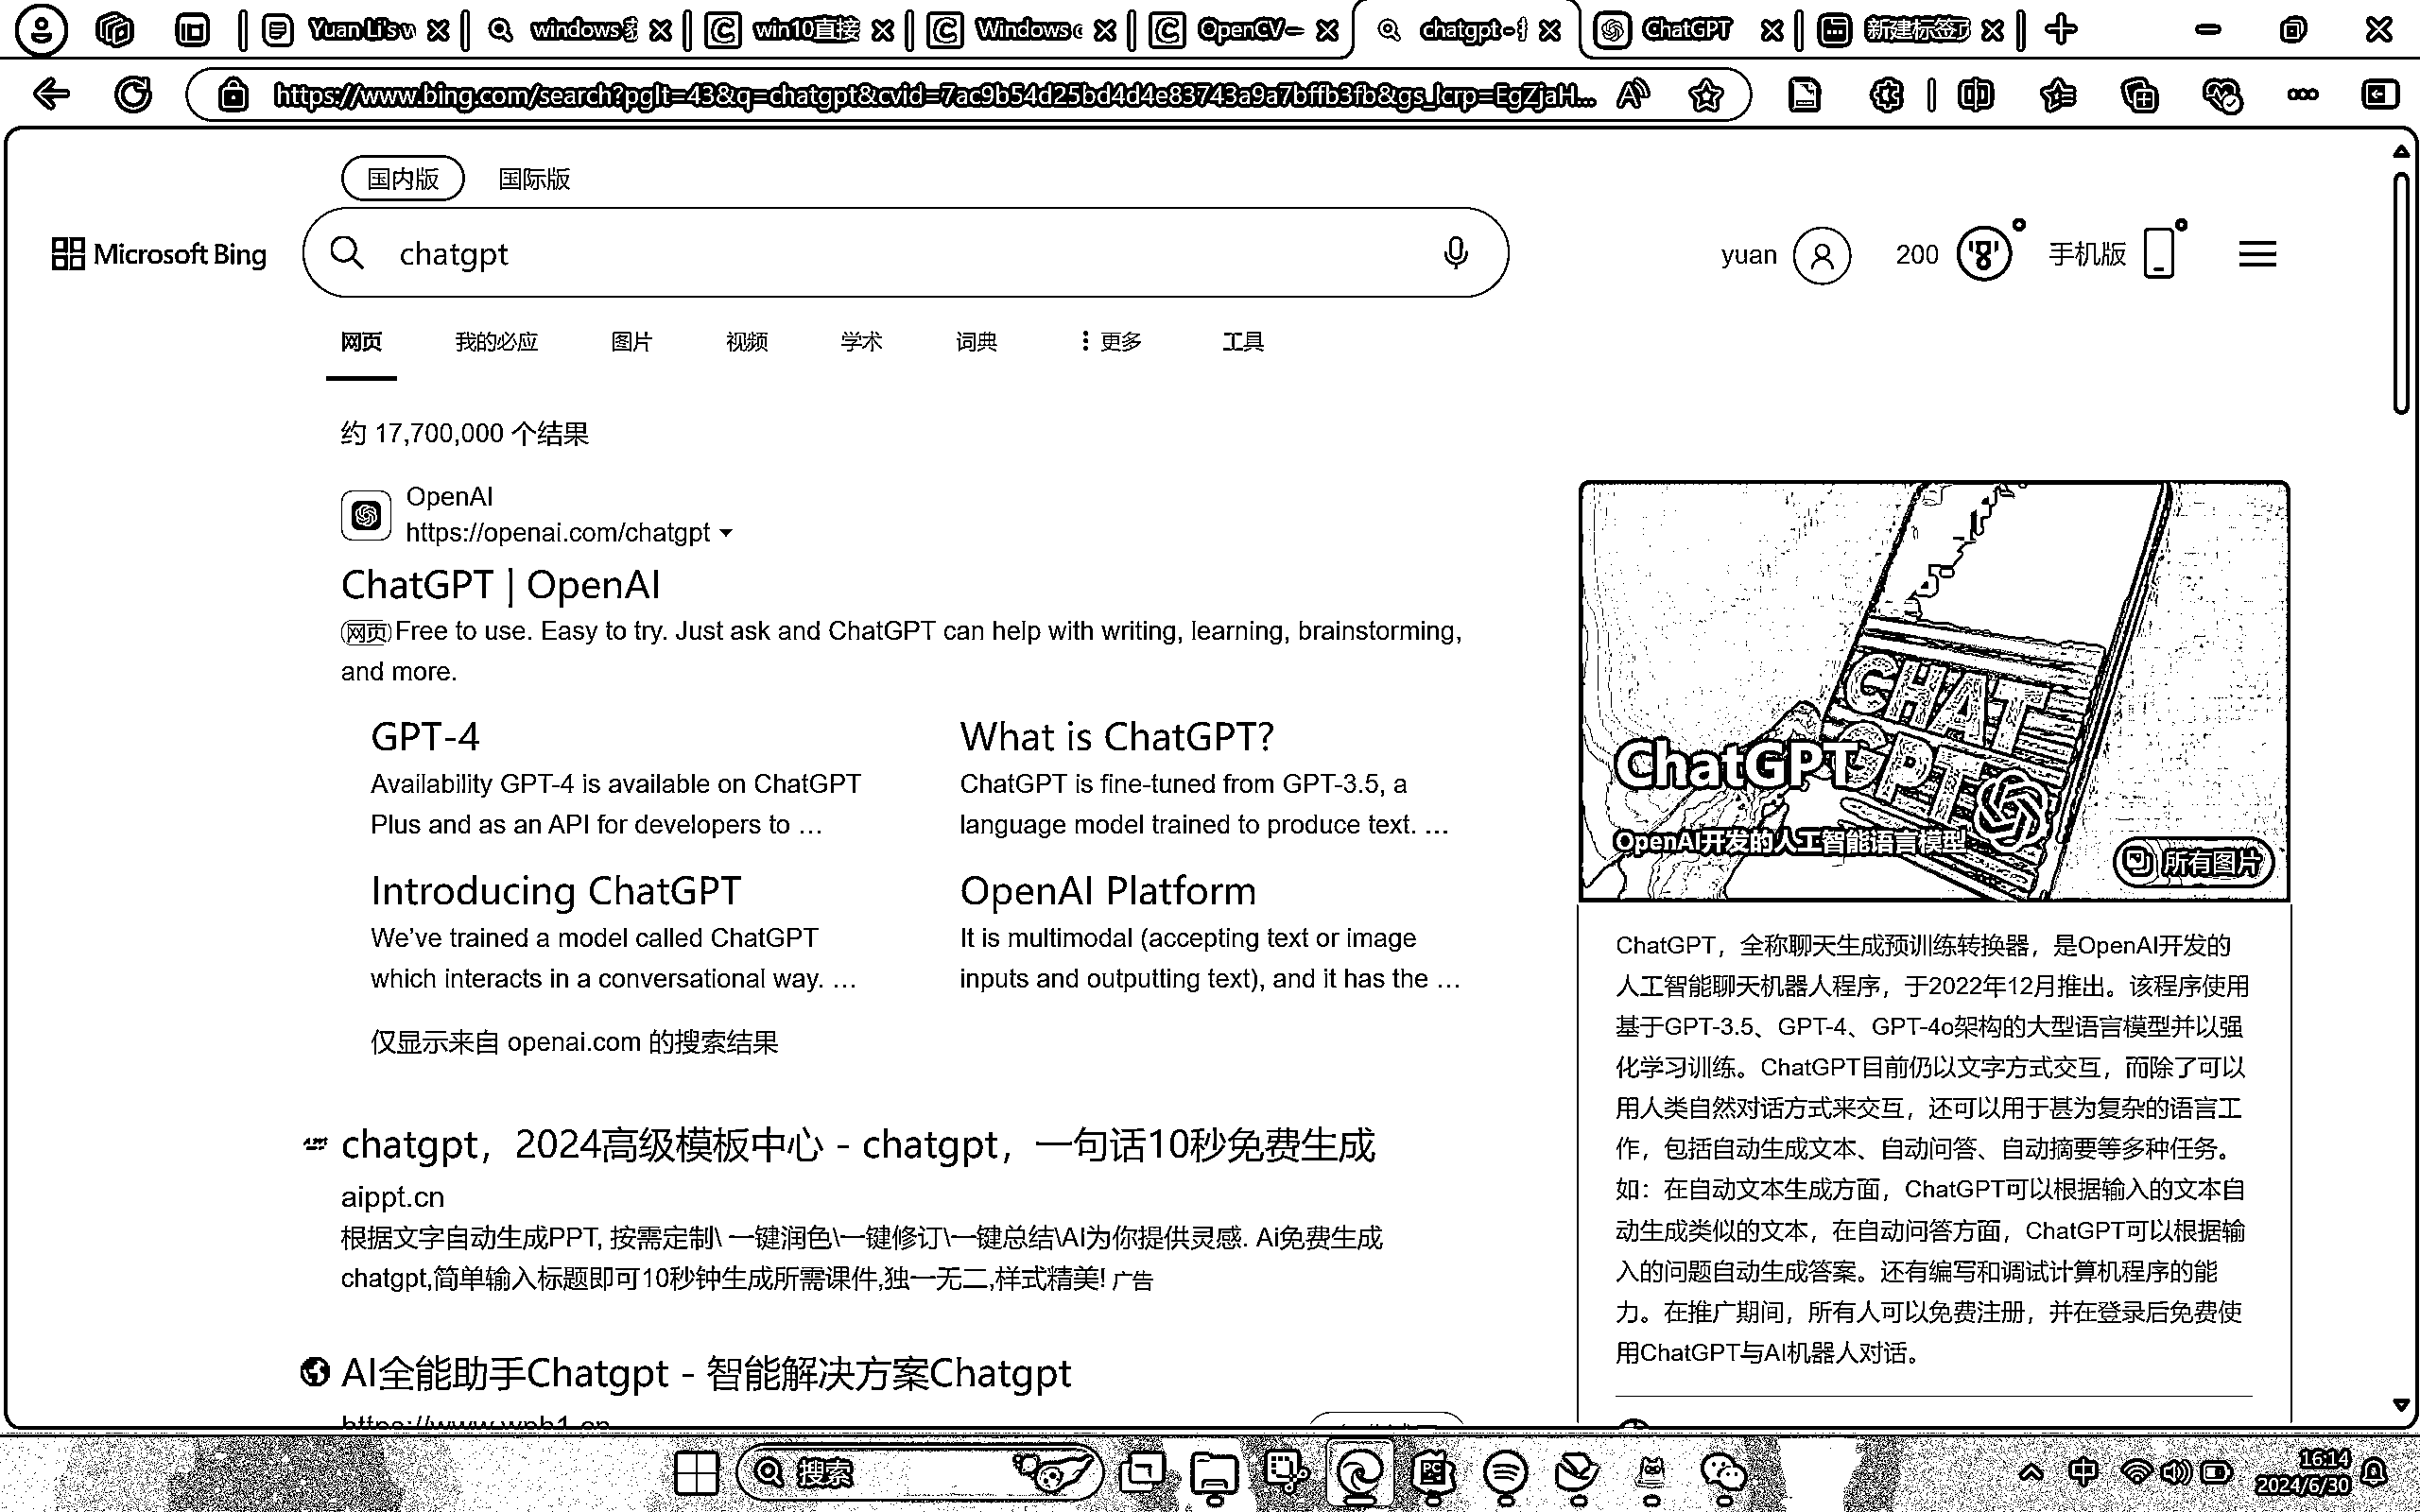 Yuan Li's w
windows
win10直接
Windows c
OpenCV—
chatgpt -
ChatGPT
新建标签页
https://www.bing.com/search?pglt=43&q=chatgpt&cvid=7ac9b54d25bd4d4e83743a9a7bffb3fb&gs_lcrp=EgZjaH...
国内版 国际版
Microsoft Bing
chatgpt
yuan 200 手机版
网页 我的必应 图片 视频 学术 词典 更多 工具
约 17,700,000 个结果
OpenAI
https://openai.com/chatgpt
ChatGPT | OpenAI
网页 Free to use. Easy to try. Just ask and ChatGPT can help with writing, learning, brainstorming,
and more.
GPT-4
Availability GPT-4 is available on ChatGPT
Plus and as an API for developers to …
What is ChatGPT?
ChatGPT is fine-tuned from GPT-3.5, a
language model trained to produce text. …
Introducing ChatGPT
We’ve trained a model called ChatGPT
which interacts in a conversational way. …
OpenAI Platform
It is multimodal (accepting text or image
inputs and outputting text), and it has the …
仅显示来自 openai.com 的搜索结果
chatgpt，2024高级模板中心 - chatgpt，一句话10秒免费生成
aippt.cn
根据文字自动生成PPT, 按需定制\ 一键润色\一键修订\一键总结\AI为你提供灵感. Ai免费生成
chatgpt,简单输入标题即可10秒钟生成所需课件,独一无二,样式精美! 广告
AI全能助手Chatgpt - 智能解决方案Chatgpt
CHAT
GPT
ChatGPT
OpenAI开发的人工智能语言模型
所有图片
ChatGPT，全称聊天生成预训练转换器，是OpenAI开发的
人工智能聊天机器人程序，于2022年12月推出。该程序使用
基于GPT-3.5、GPT-4、GPT-4o架构的大型语言模型并以强
化学习训练。ChatGPT目前仍以文字方式交互，而除了可以
用人类自然对话方式来交互，还可以用于甚为复杂的语言工
作，包括自动生成文本、自动问答、自动摘要等多种任务。
如：在自动文本生成方面，ChatGPT可以根据输入的文本自
动生成类似的文本，在自动问答方面，ChatGPT可以根据输
入的问题自动生成答案。还有编写和调试计算机程序的能
力。在推广期间，所有人可以免费注册，并在登录后免费使
用ChatGPT与AI机器人对话。
搜索
PC
中
16:14
2024/6/30